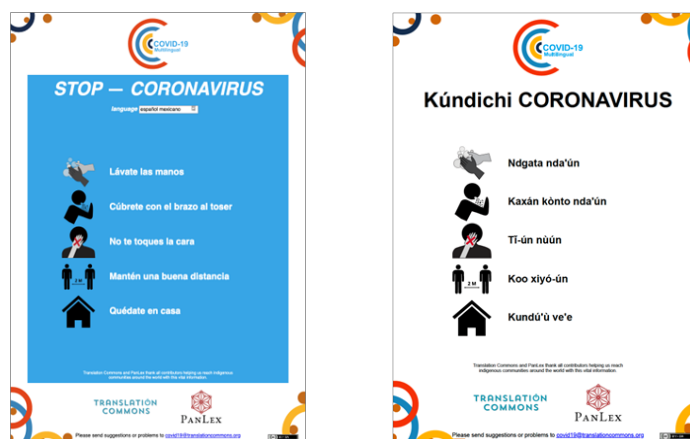 COVID-19
Multilingual
STOP – CORONAVIRUS
language español mexicano
Lávate las manos
2 M
Cúbrete con el brazo al toser
No te toques la cara
Mantén una buena distancia
Quédate en casa
Translation Commons and PanLex thank all contributors helping us reach indigenous
communities around the world with this vital information.
TRANSLATION
COMMONS
PANLEX
Please send suggestions or problems to covid19@translationcommons.org
COVID-19
Multilingual
Kúndichi CORONAVIRUS
Ndgata nda'ún
Kaxán kònto nda'ún
Tĩ-ún nùún
2 M
Koo xiyó-ún
Kundú'ù ve'e
Translation Commons and PanLex thank all contributors helping us reach
indigenous communities around the world with this vital information.
TRANSLATION
COMMONS
PANLEX
Please send suggestions or problems to covid19@translationcommons.org